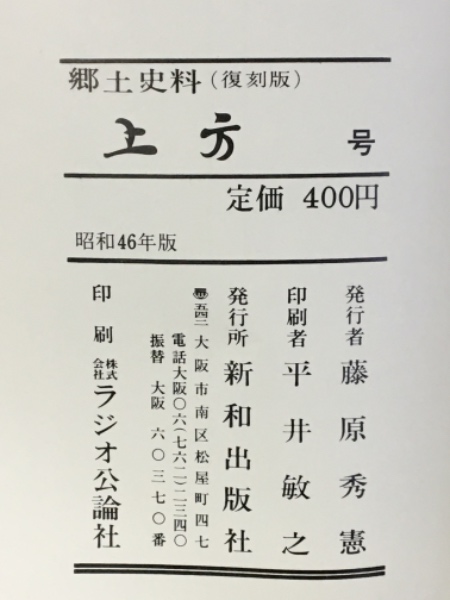 郷土史料(復刻版)
上方 号
定価 400円
昭和46年版
発行者 藤原秀憲
印刷者 平井敏之
発行所 新和出版社
大阪市南区松屋町四七
電話大阪〇六(七六二)二三四〇
振替 大阪 六〇三七〇番
印刷 株式会社 ラジオ公論社